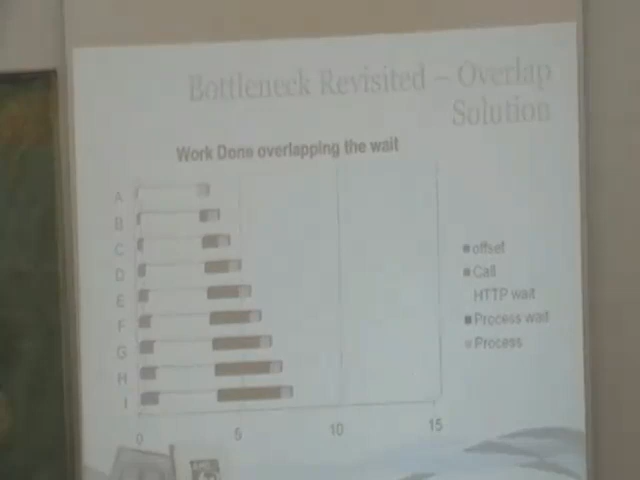 Bottleneck Revisited – Overlap
Solution
Work Done overlapping the wait
A
B
C
D
E
F
G
H
I
offset
Call
HTTP wait
Process wait
Process
0
5
10
15